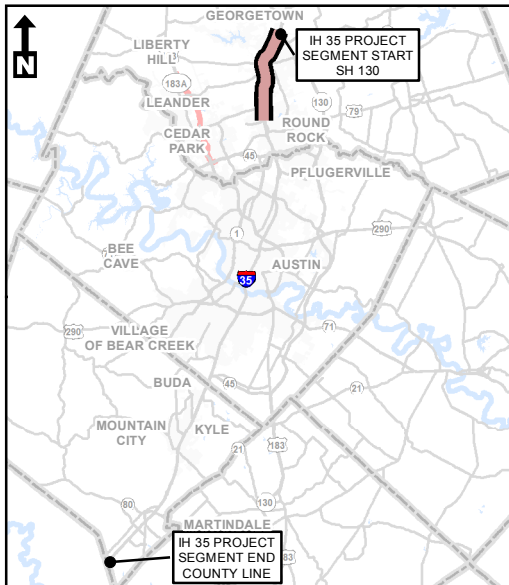 GEORGETOWN
IH 35 PROJECT
SEGMENT START
SH 130
N
LIBERTY
HILL
183A
LEANDER
130
79
CEDAR
PARK
ROUND
ROCK
45
PFLUGERVILLE
1
290
BEE
CAVE
AUSTIN
35
71
290
VILLAGE
OF BEAR CREEK
BUDA
45
21
MOUNTAIN
CITY
KYLE
21
183
80
130
MARTINDALE
IH 35 PROJECT
SEGMENT END
COUNTY LINE